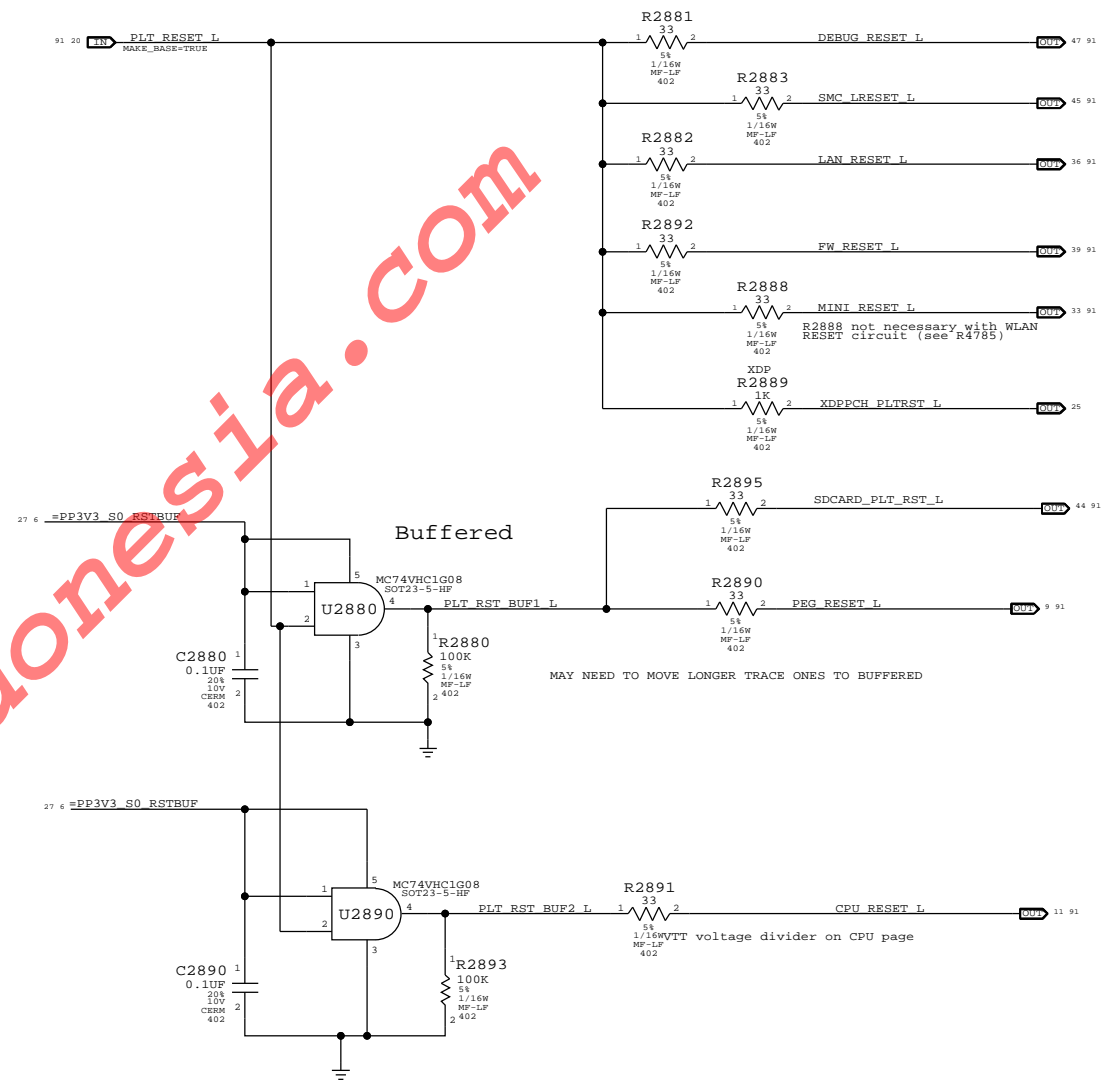 R2881
33
91 20 IN PLT_RESET_L 1 2 DEBUG_RESET_L OUT 47 91
MAKE_BASE=TRUE
5%
1/16W
MF-LF
402
R2883
33
1 2 SMC_LRESET_L OUT 45 91
5%
1/16W
MF-LF
402
R2882
33
1 2 LAN_RESET_L OUT 36 91
5%
1/16W
MF-LF
402
R2892
33
1 2 FW_RESET_L OUT 39 91
5%
1/16W
MF-LF
402
R2888
33
1 2 MINI_RESET_L OUT 33 91
R2888 not necessary with WLAN
RESET circuit (see R4785)
5%
1/16W
MF-LF
402
XDP
R2889
1K
1 2 XDPPCH_PLTRST_L OUT 25
5%
1/16W
MF-LF
402
R2895
33
1 2 SDCARD_PLT_RST_L OUT 44 91
5%
1/16W
MF-LF
402
27 6 =PP3V3_S0_RSTBUF
Buffered
5 MC74VHC1G08
SOT23-5-HF
1
U2880
2
4
3
PLT_RST_BUF1_L
R2890
33
1 2 PEG_RESET_L OUT 9 91
5%
1/16W
MF-LF
402
1
R2880
100K
5%
1/16W
MF-LF
402
2
C2880
1
0.1UF
20%
10V
CERM
402
2
MAY NEED TO MOVE LONGER TRACE ONES TO BUFFERED
27 6 =PP3V3_S0_RSTBUF
5 MC74VHC1G08
SOT23-5-HF
1
U2890
2
4
3
PLT_RST_BUF2_L
R2891
33
1 2 CPU_RESET_L OUT 11 91
5%
1/16W
MF-LF
402
VTT voltage divider on CPU page
1
R2893
100K
5%
1/16W
MF-LF
402
2
C2890
1
0.1UF
20%
10V
CERM
402
2
onesia.com